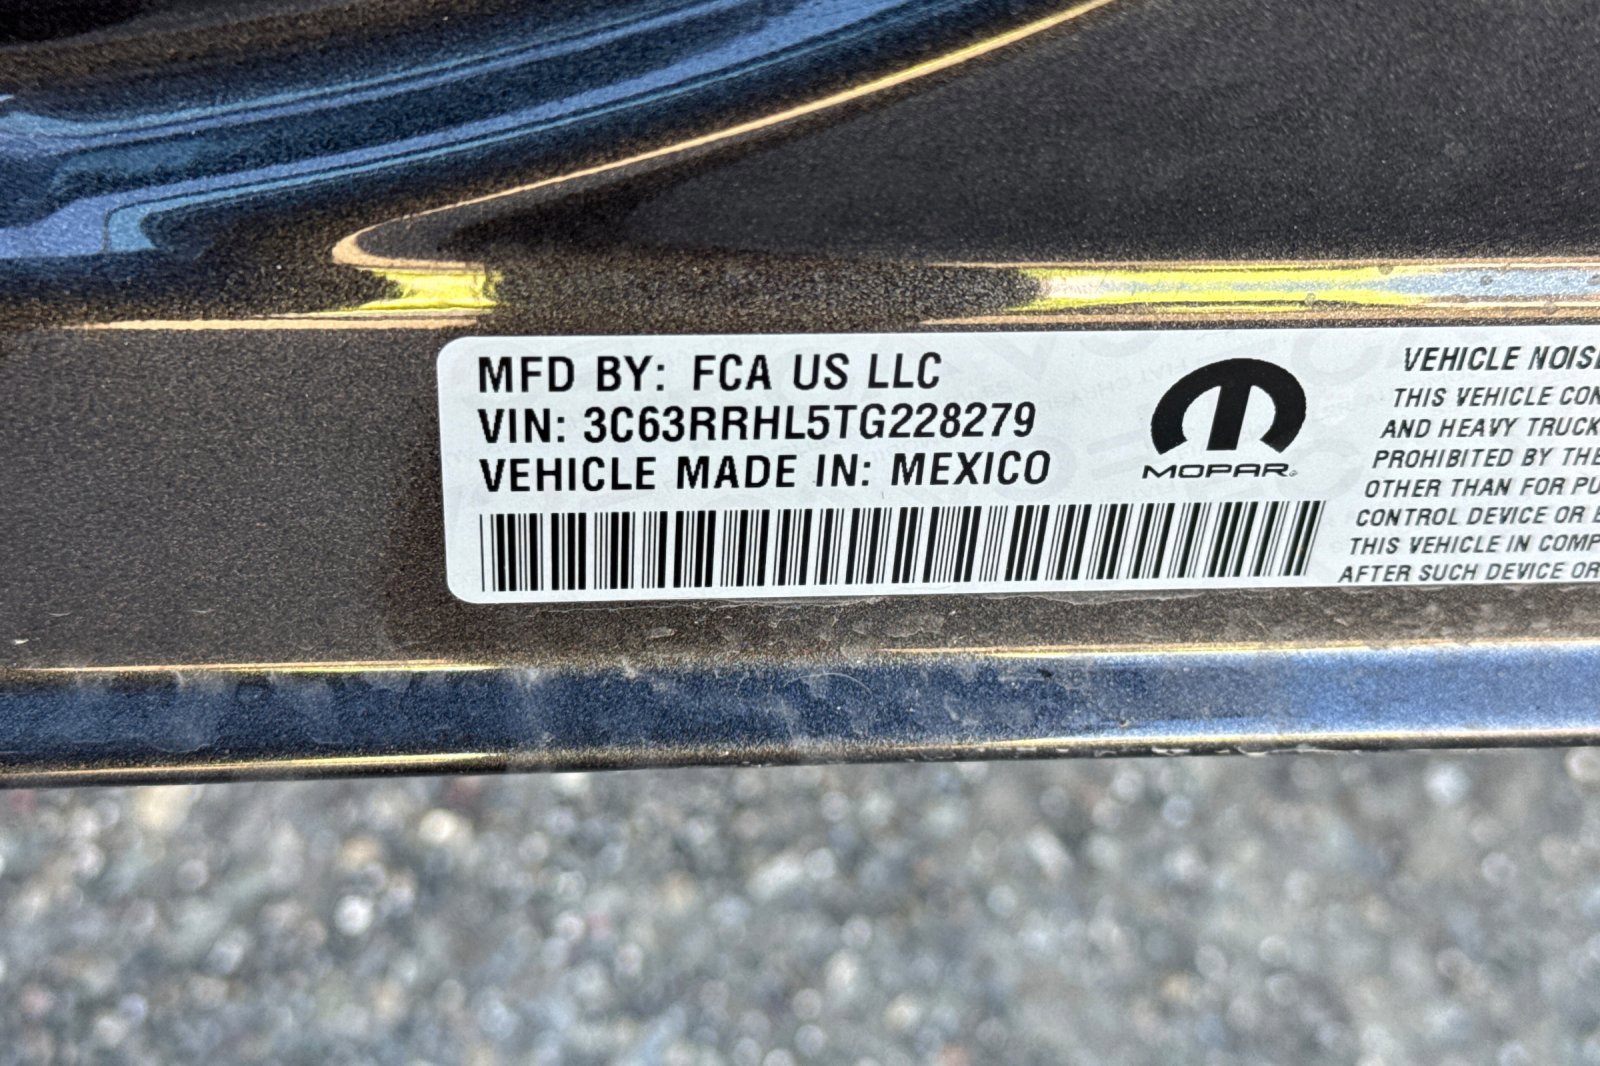 MFD BY: FCA US LLC
VIN: 3C63RRHL5TG228279
VEHICLE MADE IN: MEXICO
MOPAR
VEHICLE NOISE
THIS VEHICLE CON
AND HEAVY TRUCK
PROHIBITED BY THE
OTHER THAN FOR PU
CONTROL DEVICE OR
THIS VEHICLE IN COMP
AFTER SUCH DEVICE OR